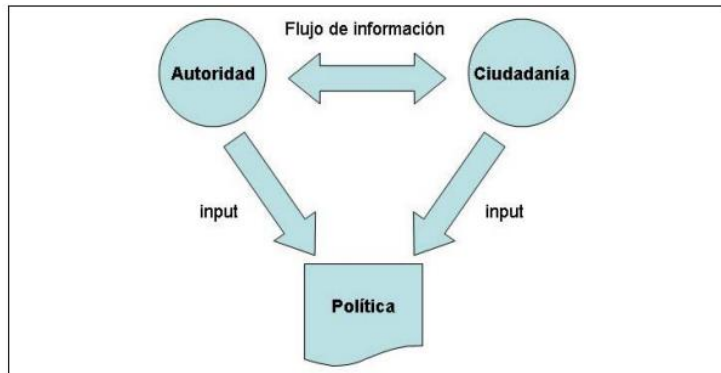 Flujo de información
Autoridad
Ciudadanía
input
input
Política